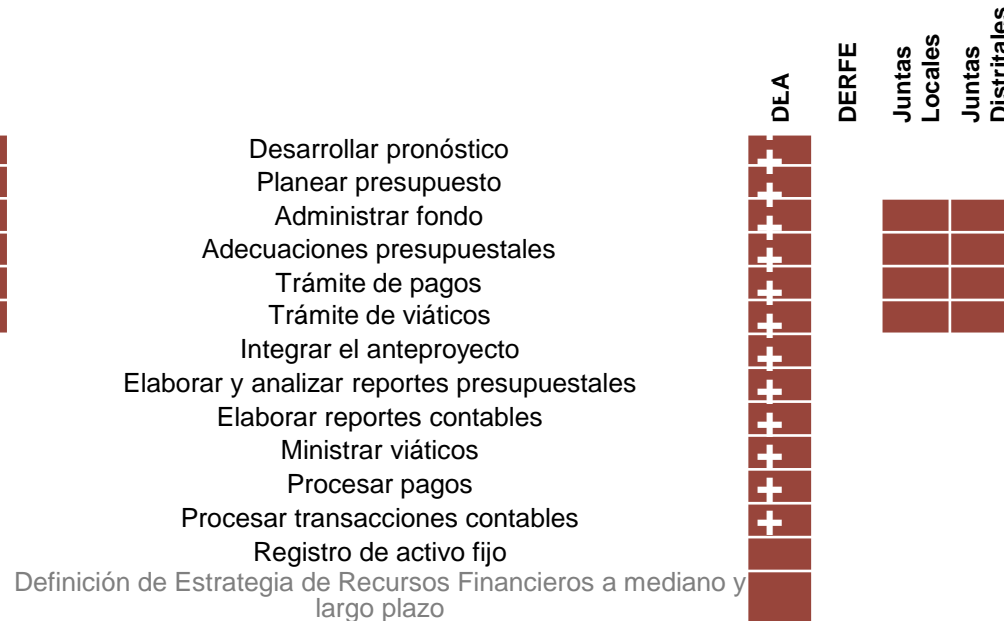 DEA
DERFE
Juntas
Locales
Juntas
Distritales
Desarrollar pronóstico
+
Planear presupuesto
+
Administrar fondo
+
Adecuaciones presupuestales
+
Trámite de pagos
+
Trámite de viáticos
+
Integrar el anteproyecto
+
Elaborar y analizar reportes presupuestales
+
Elaborar reportes contables
+
Ministrar viáticos
+
Procesar pagos
+
Procesar transacciones contables
+
Registro de activo fijo
Definición de Estrategia de Recursos Financieros a mediano y
largo plazo